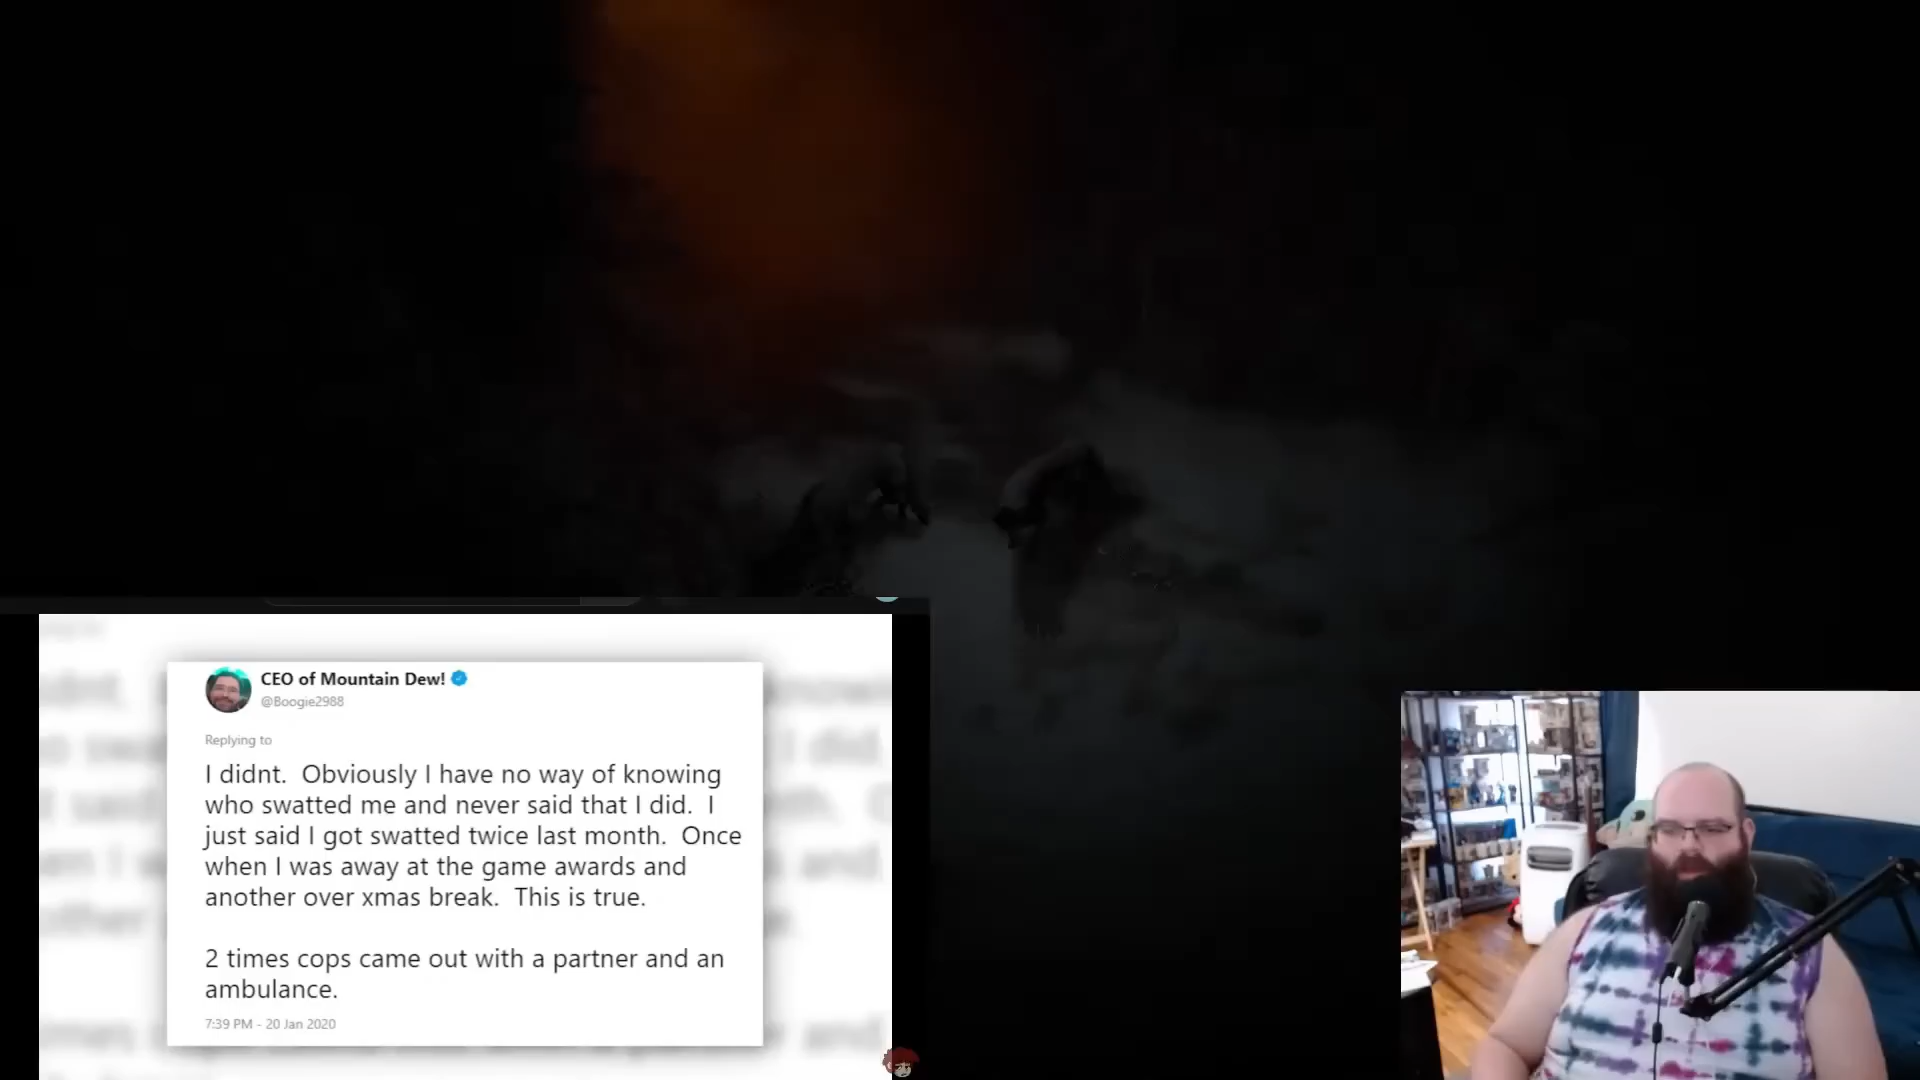 CEO of Mountain Dew!
@Boogie2988
Replying to
I didnt.  Obviously I have no way of knowing
who swatted me and never said that I did.  I
just said I got swatted twice last month.  Once
when I was away at the game awards and
another over xmas break.  This is true.
2 times cops came out with a partner and an
ambulance.
7:39 PM - 20 Jan 2020